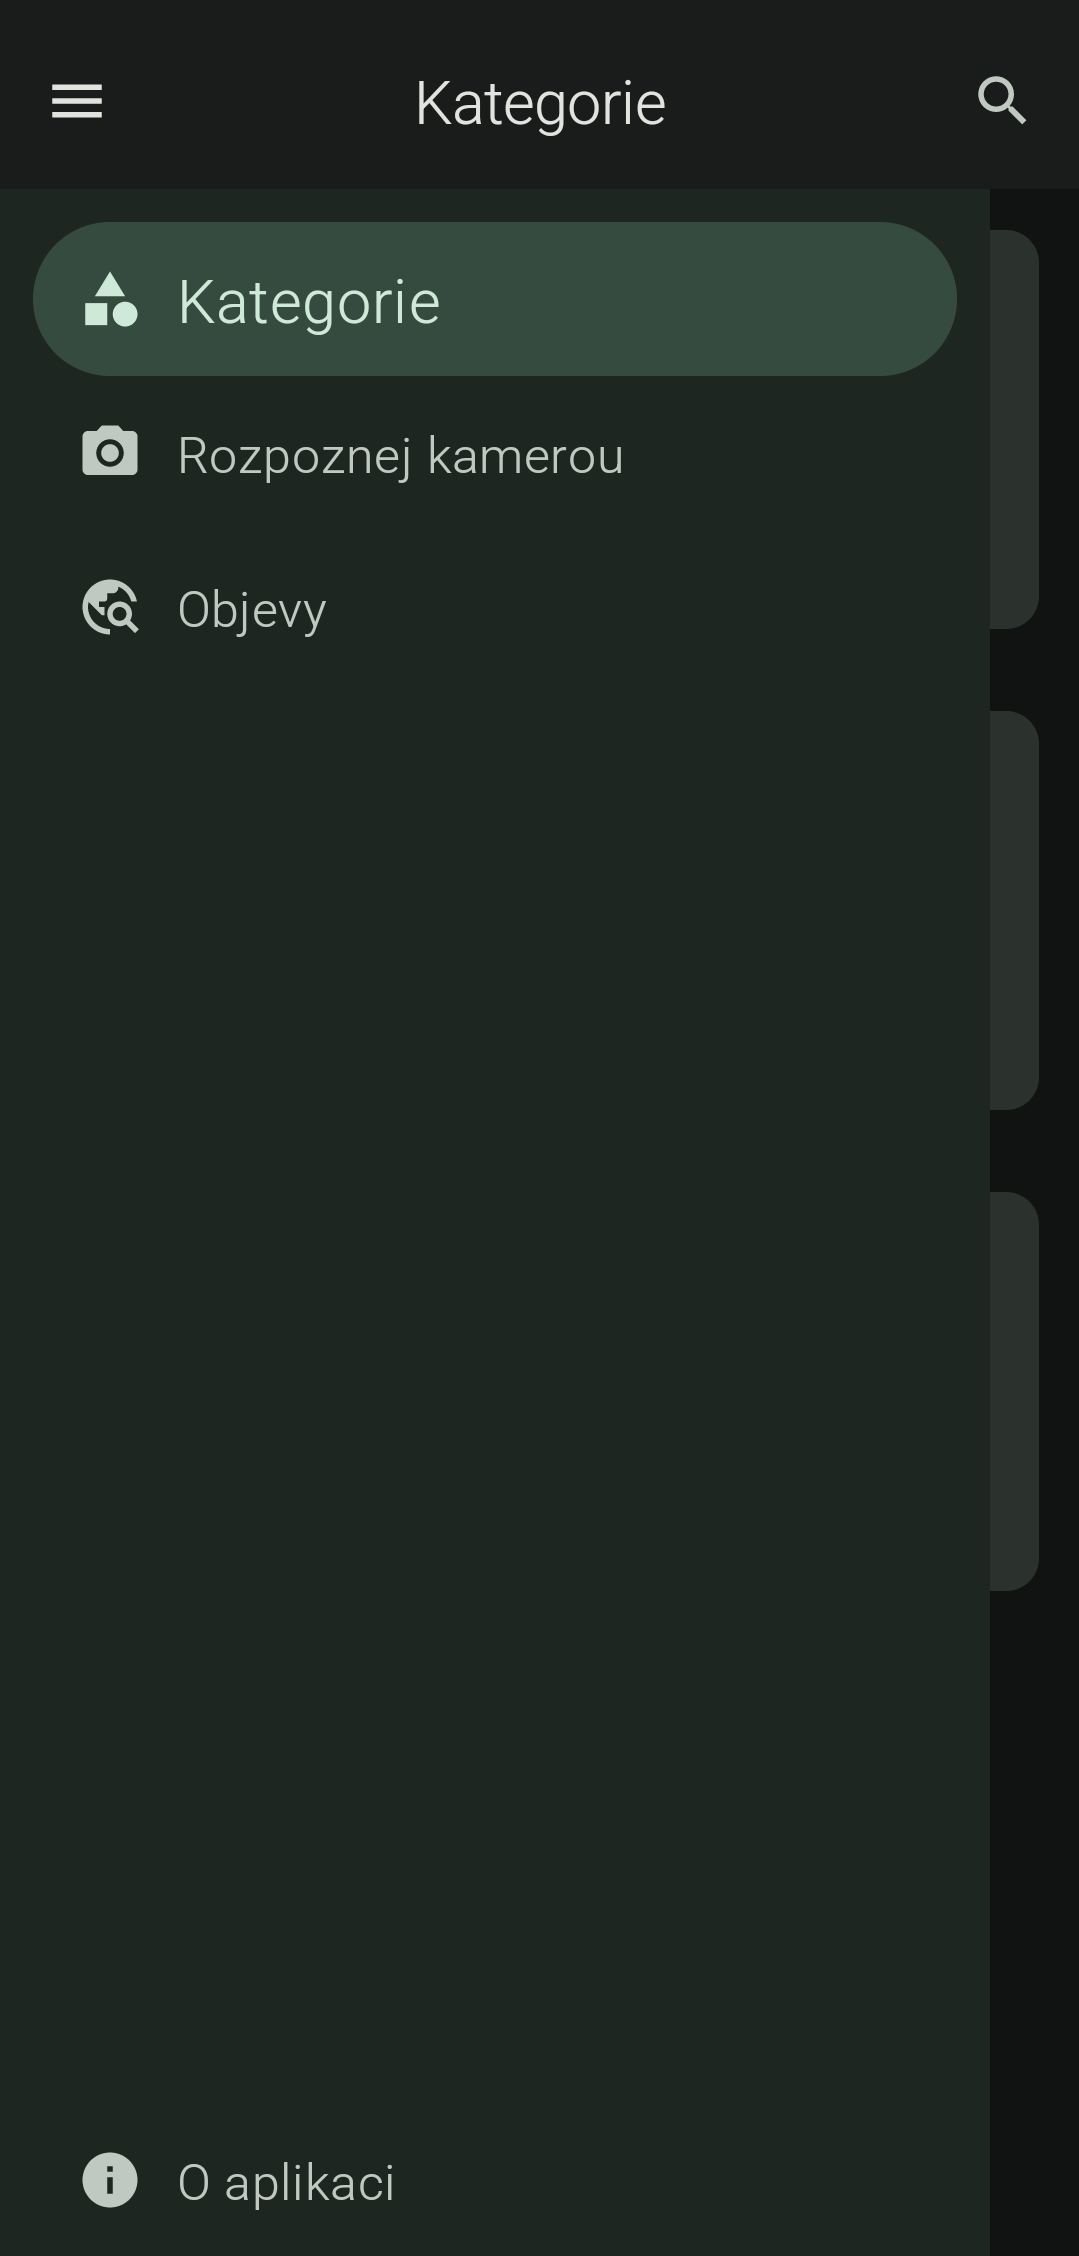 Kategorie
Kategorie
Rozpoznej kamerou
Objevy
O aplikaci